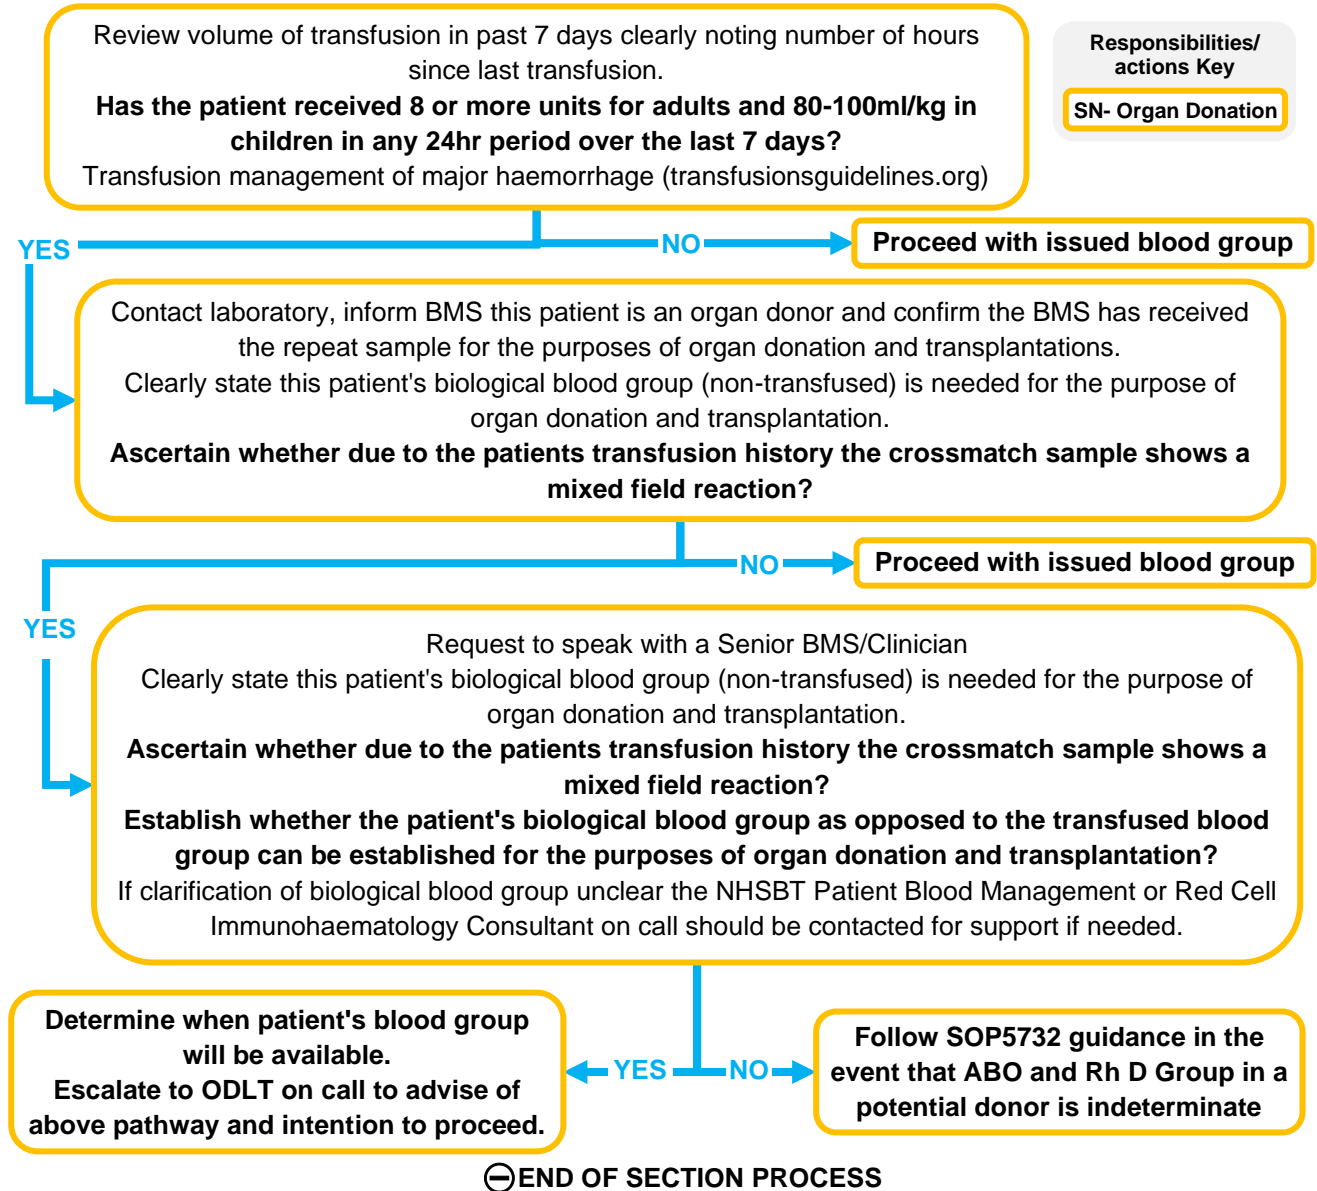 Review volume of transfusion in past 7 days clearly noting number of hours
since last transfusion.
Has the patient received 8 or more units for adults and 80-100ml/kg in
children in any 24hr period over the last 7 days?
Transfusion management of major haemorrhage (transfusionsguidelines.org)
Responsibilities/
actions Key
SN- Organ Donation
YES
NO
Proceed with issued blood group
Contact laboratory, inform BMS this patient is an organ donor and confirm the BMS has received
the repeat sample for the purposes of organ donation and transplantations.
Clearly state this patient's biological blood group (non-transfused) is needed for the purpose of
organ donation and transplantation.
Ascertain whether due to the patients transfusion history the crossmatch sample shows a
mixed field reaction?
NO
Proceed with issued blood group
YES
Request to speak with a Senior BMS/Clinician
Clearly state this patient's biological blood group (non-transfused) is needed for the purpose of
organ donation and transplantation.
Ascertain whether due to the patients transfusion history the crossmatch sample shows a
mixed field reaction?
Establish whether the patient's biological blood group as opposed to the transfused blood
group can be established for the purposes of organ donation and transplantation?
If clarification of biological blood group unclear the NHSBT Patient Blood Management or Red Cell
Immunohaematology Consultant on call should be contacted for support if needed.
Determine when patient's blood group
will be available.
Escalate to ODLT on call to advise of
above pathway and intention to proceed.
YES
NO
Follow SOP5732 guidance in the
event that ABO and Rh D Group in a
potential donor is indeterminate
END OF SECTION PROCESS